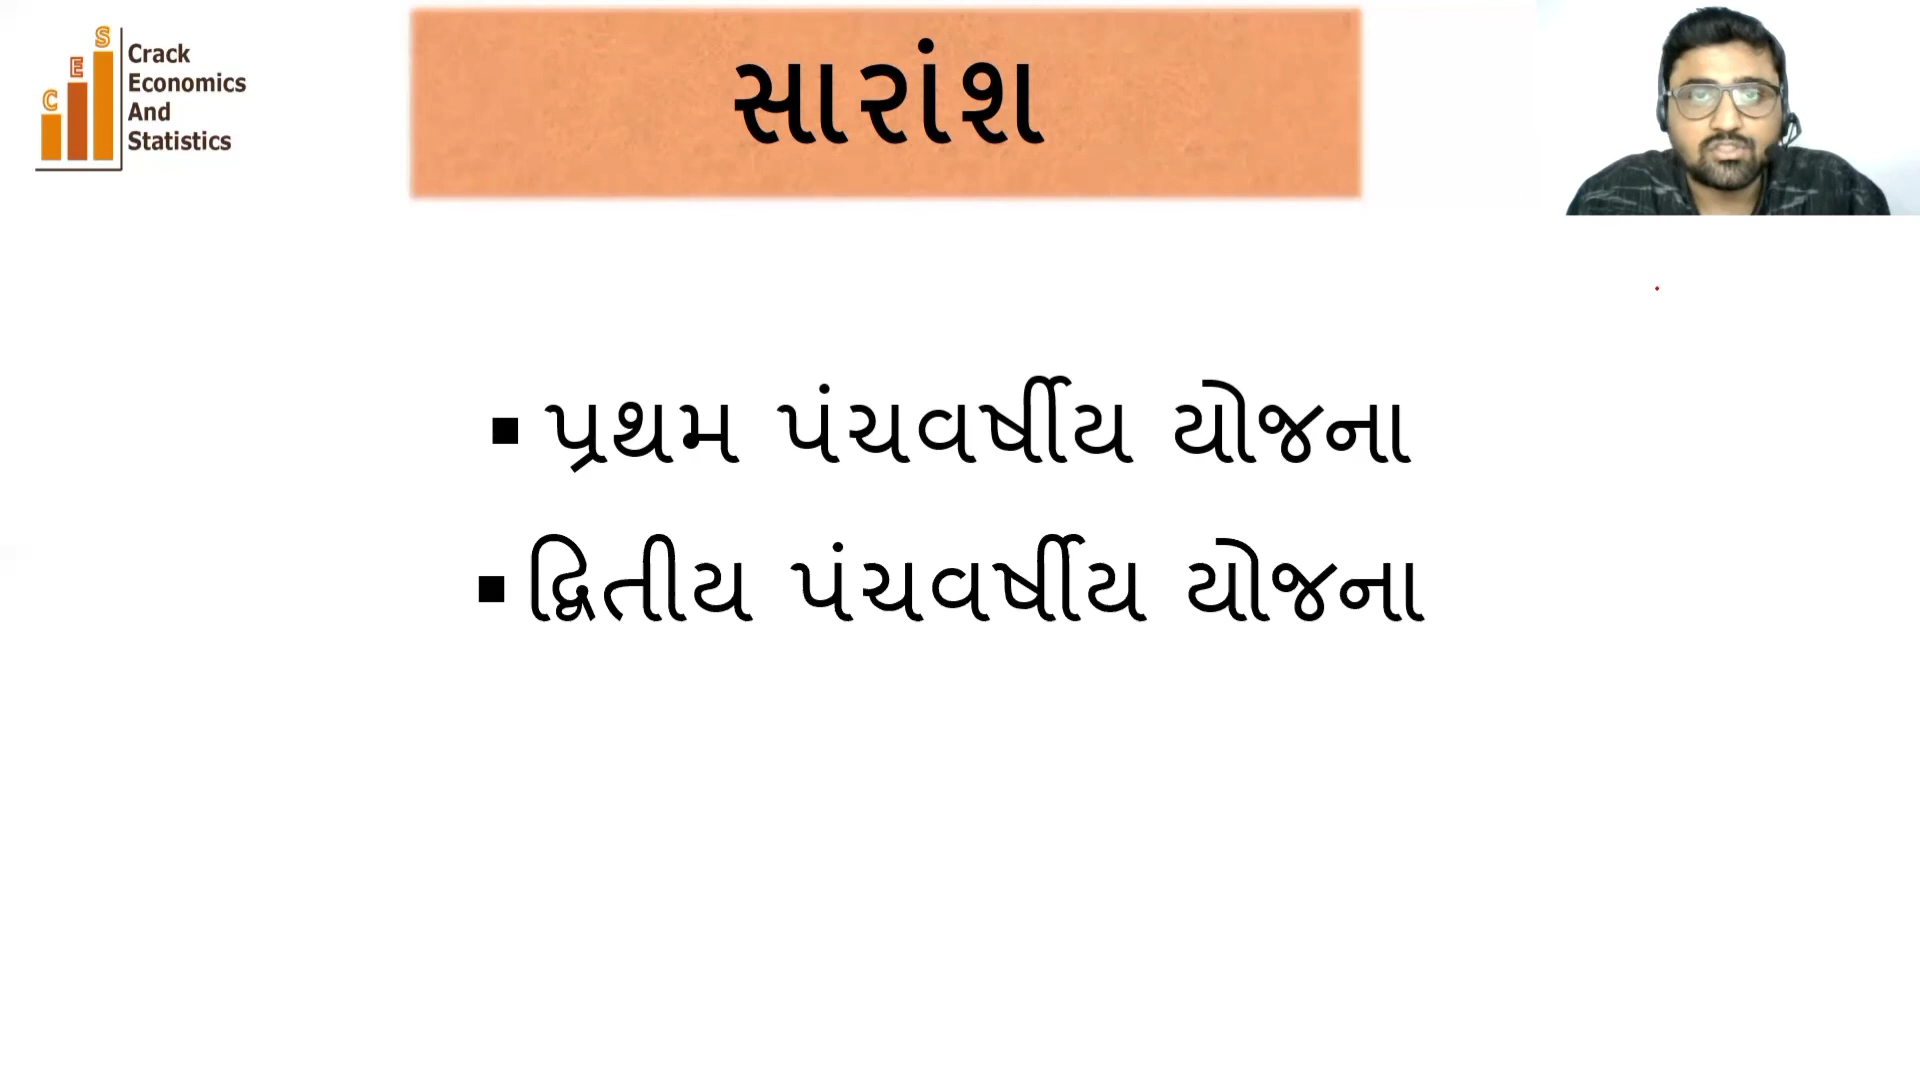 C E S
Crack
Economics
And
Statistics
સારાંશ
▪ પ્રથમ પંચવર્ષીય યોજના
▪ દ્વિતીય પંચવર્ષીય યોજના